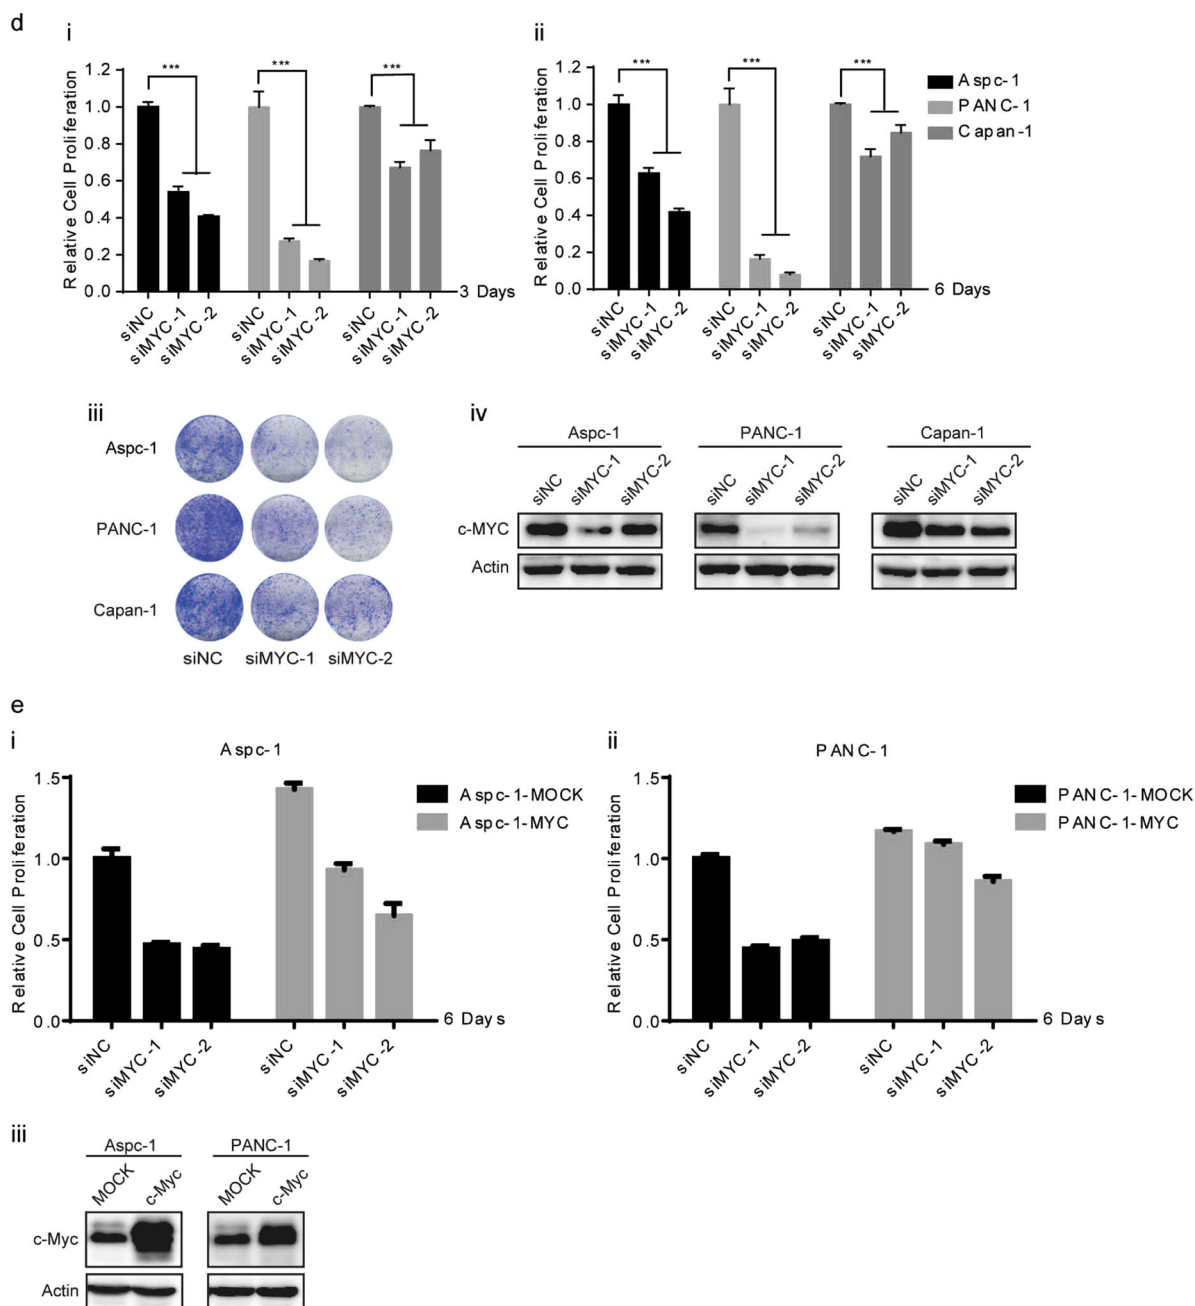 d
i
Relative Cell Proliferation
1.2
1.0
0.8
0.6
0.4
0.2
0.0
***
***
***
siNC
siMYC-1
siMYC-2
siNC
siMYC-1
siMYC-2
siNC
siMYC-1
siMYC-2
3 Days
ii
Relative Cell Proliferation
1.2
1.0
0.8
0.6
0.4
0.2
0.0
***
***
***
siNC
siMYC-1
siMYC-2
siNC
siMYC-1
siMYC-2
siNC
siMYC-1
siMYC-2
6 Days
Aspc-1
PANC-1
Capan-1
iii
Aspc-1
PANC-1
Capan-1
siNC siMYC-1 siMYC-2
iv
Aspc-1 PANC-1 Capan-1
siNC siMYC-1 siMYC-2 siNC siMYC-1 siMYC-2 siNC siMYC-1 siMYC-2
c-MYC
Actin
e
i
Aspc-1
Relative Cell Proliferation
1.5
1.0
0.5
0.0
siNC
siMYC-1
siMYC-2
siNC
siMYC-1
siMYC-2
6 Days
Aspc-1-MOCK
Aspc-1-MYC
ii
PANC-1
Relative Cell Proliferation
1.5
1.0
0.5
0.0
siNC
siMYC-1
siMYC-2
siNC
siMYC-1
siMYC-2
6 Days
PANC-1-MOCK
PANC-1-MYC
iii
Aspc-1 PANC-1
MOCK c-Myc MOCK c-Myc
c-Myc
Actin